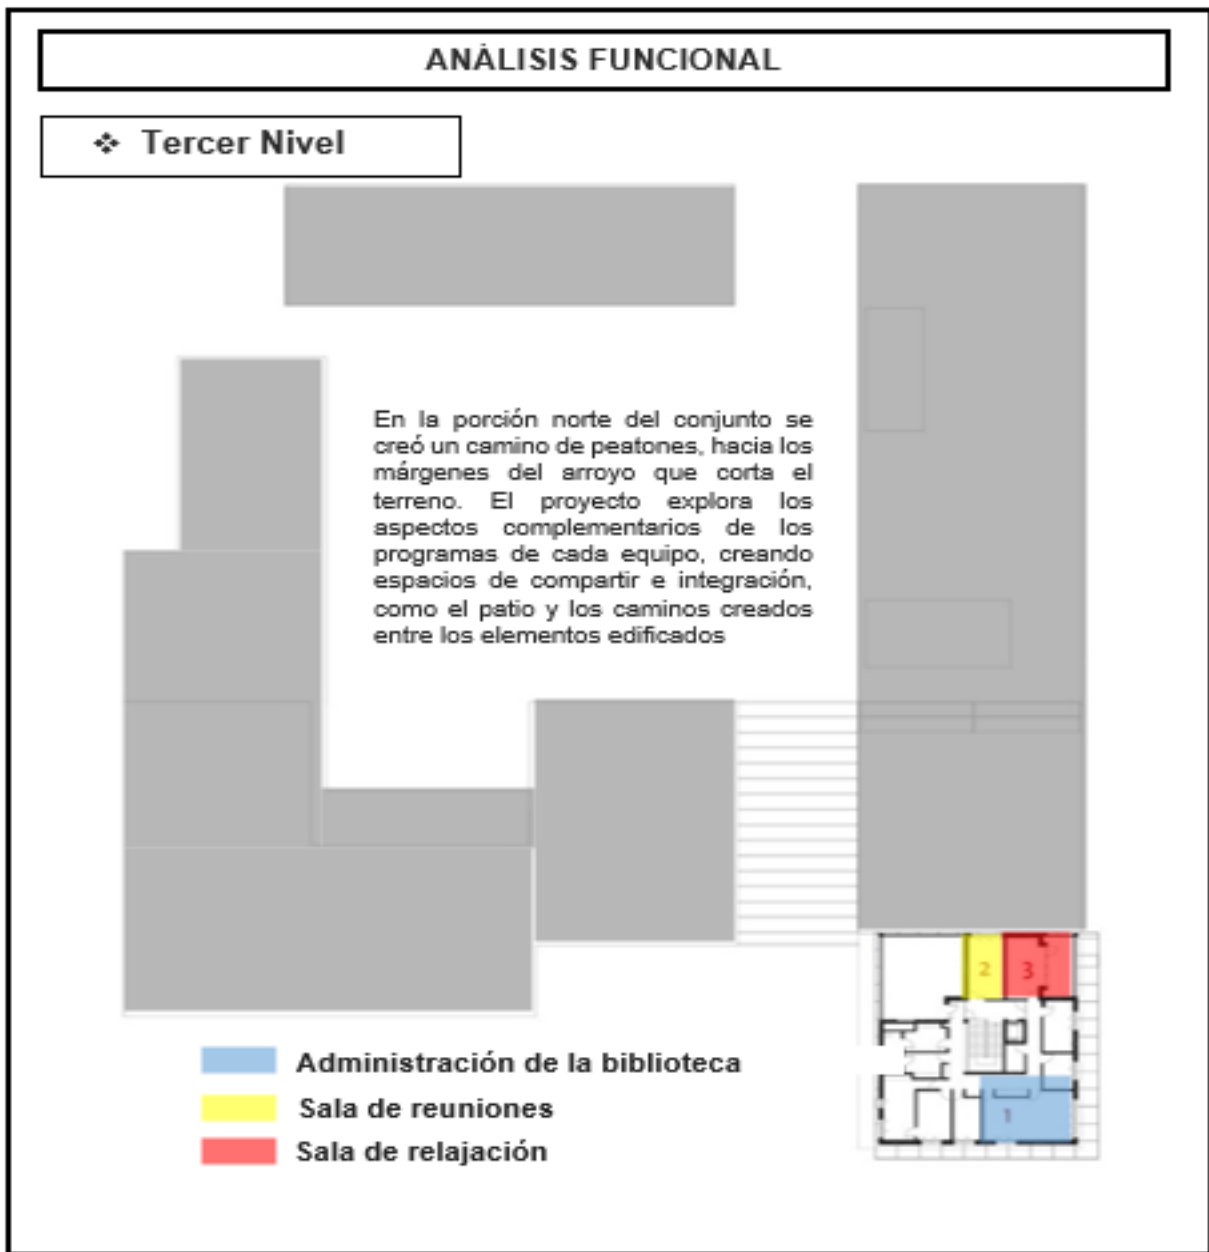 ANÁLISIS FUNCIONAL
❖ Tercer Nivel
En la porción norte del conjunto se
creó un camino de peatones, hacia los
márgenes del arroyo que corta el
terreno. El proyecto explora los
aspectos complementarios de los
programas de cada equipo, creando
espacios de compartir e integración,
como el patio y los caminos creados
entre los elementos edificados
2 3
1
Administración de la biblioteca
Sala de reuniones
Sala de relajación